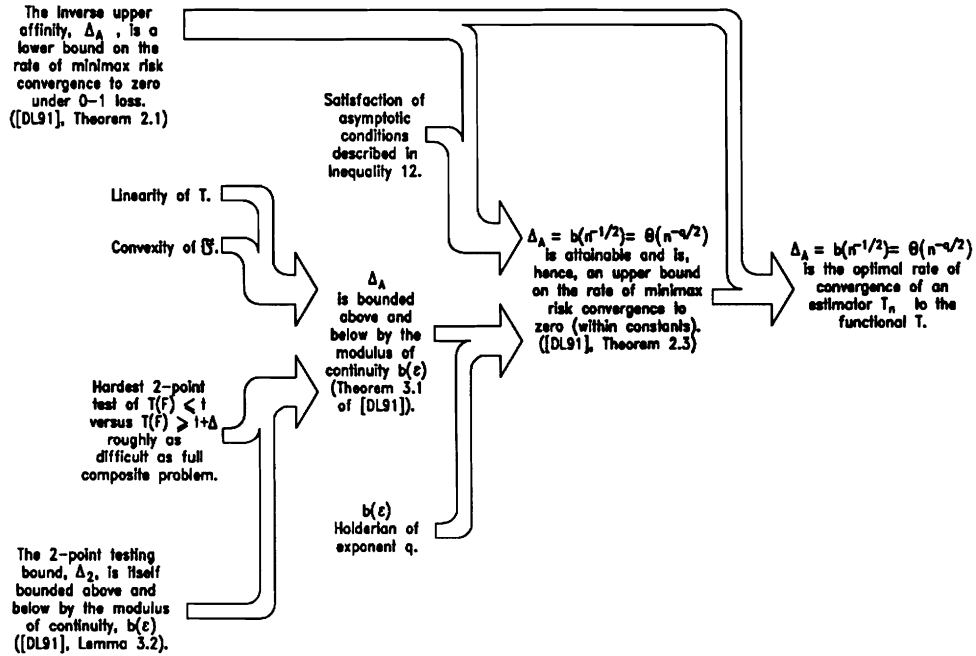 The inverse upper
affinity, Δ_A , is a
lower bound on the
rate of minimax risk
convergence to zero
under 0-1 loss.
([DL91], Theorem 2.1)
Satisfaction of
asymptotic
conditions
described in
Inequality 12.
Linearity of T.
Convexity of 𝔉.
Δ_A
is bounded
above and
below by the
modulus of
continuity b(ε)
(Theorem 3.1
of [DL91]).
Δ_A = b(n^{-1/2}) = θ(n^{-q/2})
is attainable and is,
hence, an upper bound
on the rate of minimax
risk convergence to
zero (within constants).
([DL91], Theorem 2.3)
Δ_A = b(n^{-1/2}) = θ(n^{-q/2})
is the optimal rate of
convergence of an
estimator T_n to the
functional T.
Hardest 2-point
test of T(F) ⩽ t
versus T(F) ⩾ t+Δ
roughly as
difficult as full
composite problem.
b(ε)
Holderian of
exponent q.
The 2-point testing
bound, Δ_2, is itself
bounded above and
below by the modulus
of continuity, b(ε)
([DL91], Lemma 3.2).